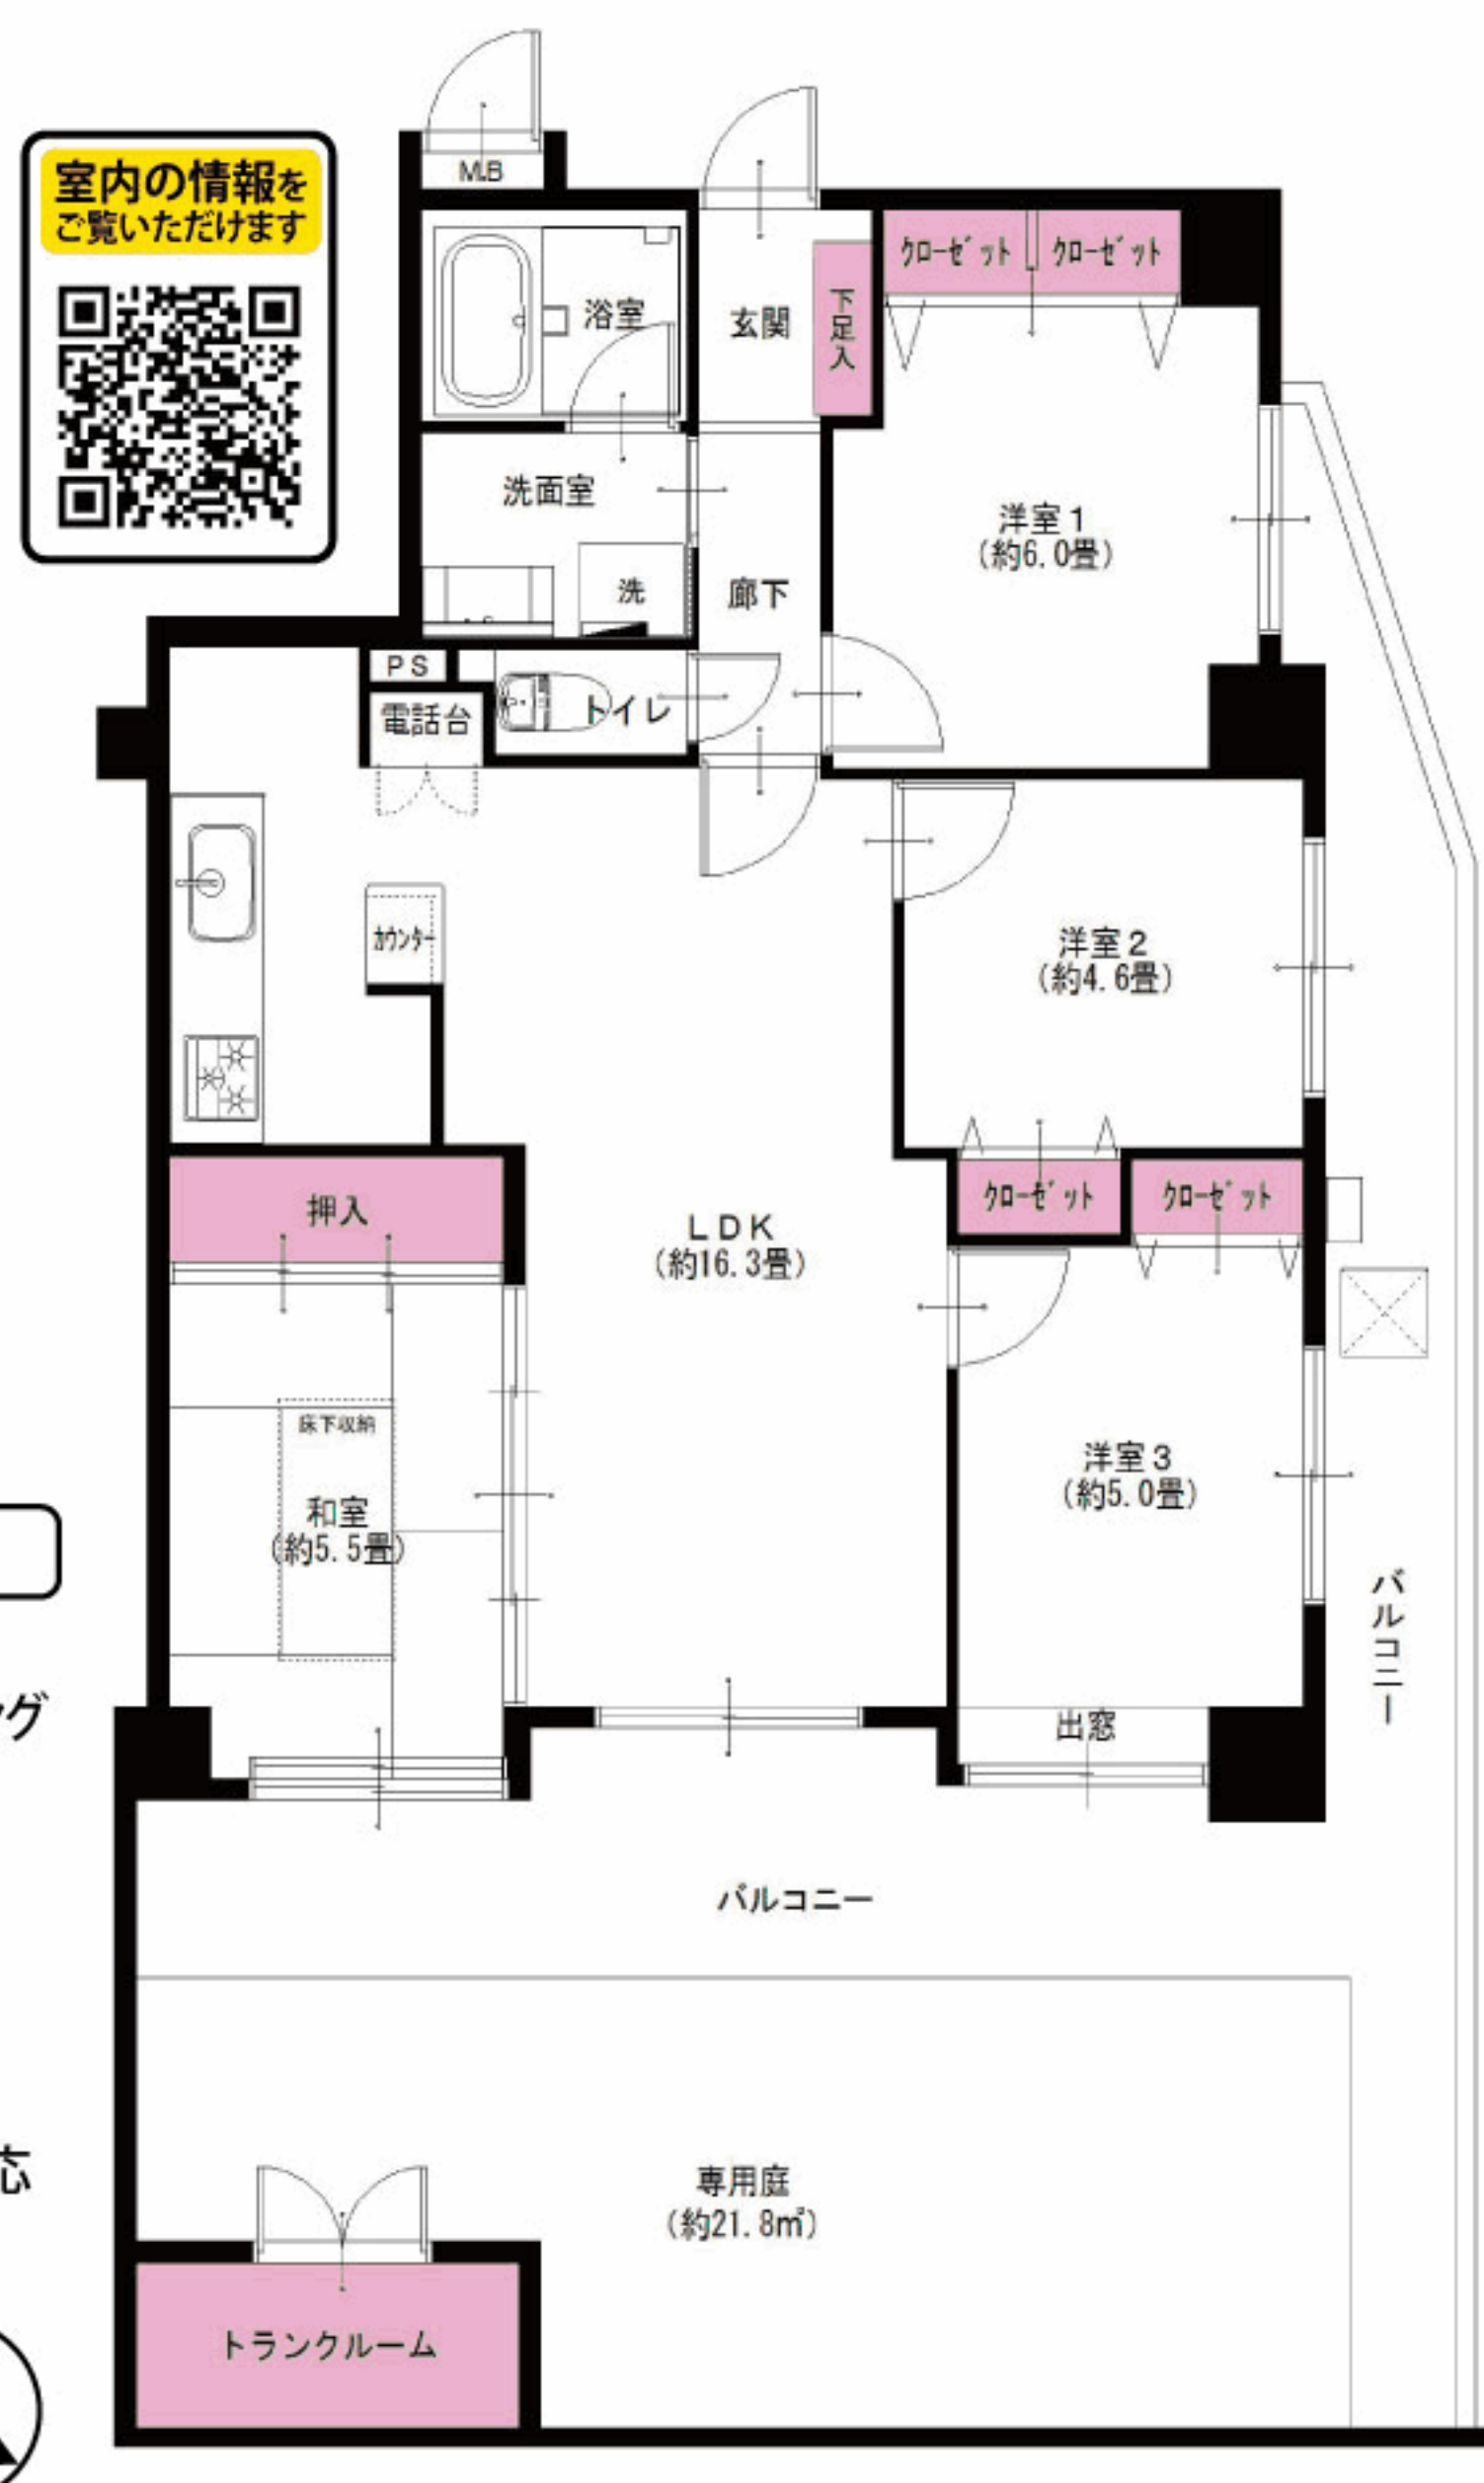 M.B
室内の情報を
ご覧いただけます
クローゼット
クローゼット
浴室
玄関
下足入
洗面室
洋室1
(約6.0畳)
洗
廊下
PS
電話台
トイレ
カウンター
洋室2
(約4.6畳)
クローゼット
クローゼット
押入
LDK
(約16.3畳)
床下収納
和室
(約5.5畳)
洋室3
(約5.0畳)
バルコニー
グ
出窓
バルコニー
応
専用庭
(約21.8㎡)
トランクルーム